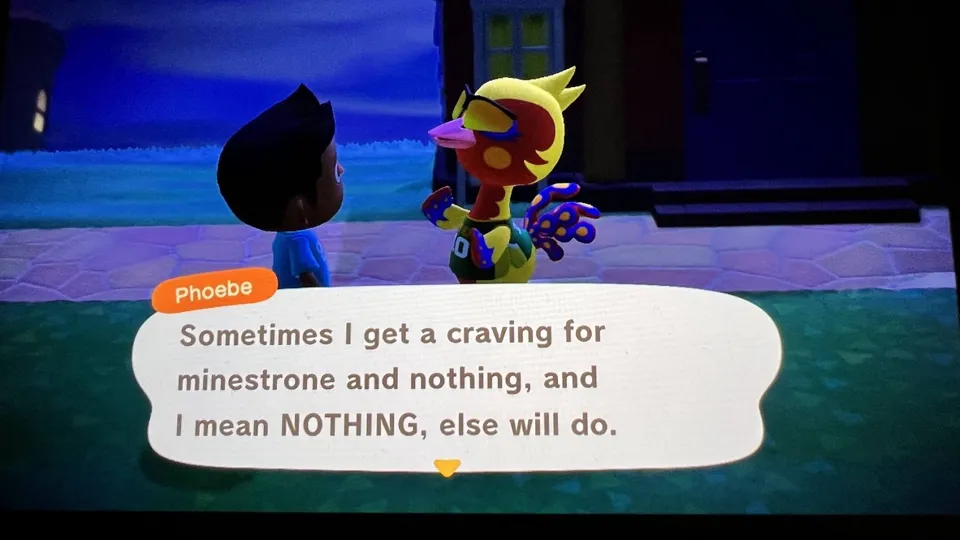 Phoebe
Sometimes I get a craving for
minestrone and nothing, and
I mean NOTHING, else will do.